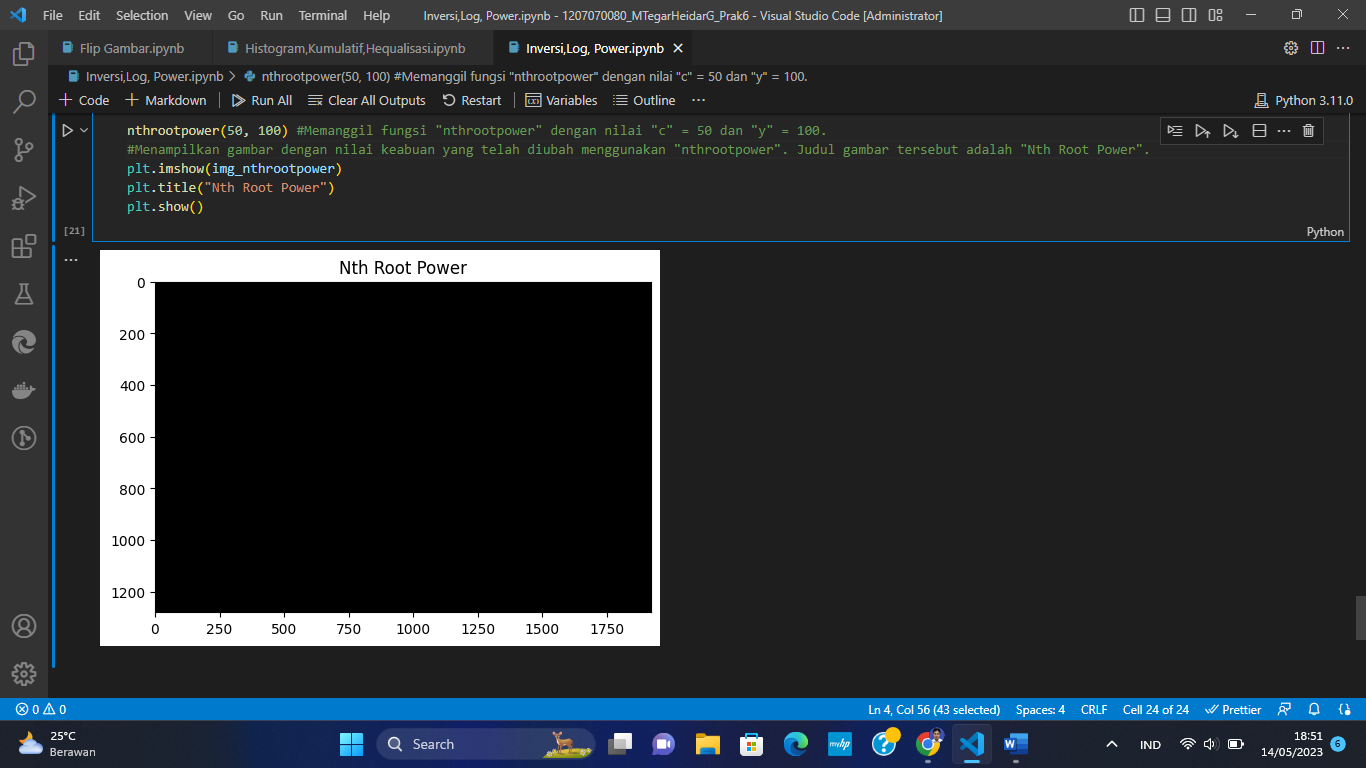 File Edit Selection View Go Run Terminal Help Inversi,Log, Power.ipynb - 1207070080_MTegarHeidarG_Prak6 - Visual Studio Code [Administrator]
Flip Gambar.ipynb Histogram,Kumulatif,Hequalisasi.ipynb Inversi,Log, Power.ipynb
Inversi,Log, Power.ipynb > nthrootpower(50, 100) #Memanggil fungsi "nthrootpower" dengan nilai "c" = 50 dan "y" = 100.
Code Markdown Run All Clear All Outputs Restart Variables Outline ... Python 3.11.0
nthrootpower(50, 100) #Memanggil fungsi "nthrootpower" dengan nilai "c" = 50 dan "y" = 100.
#Menampilkan gambar dengan nilai keabuan yang telah diubah menggunakan "nthrootpower". Judul gambar tersebut adalah "Nth Root Power".
plt.imshow(img_nthrootpower)
plt.title("Nth Root Power")
plt.show()
[21] Python
Nth Root Power
0
200
400
600
800
1000
1200
0 250 500 750 1000 1250 1500 1750
0 0 Ln 4, Col 56 (43 selected) Spaces: 4 CRLF Cell 24 of 24 Prettier
25°C
Berawan
Search
myhp
IND
18:51
14/05/2023
6